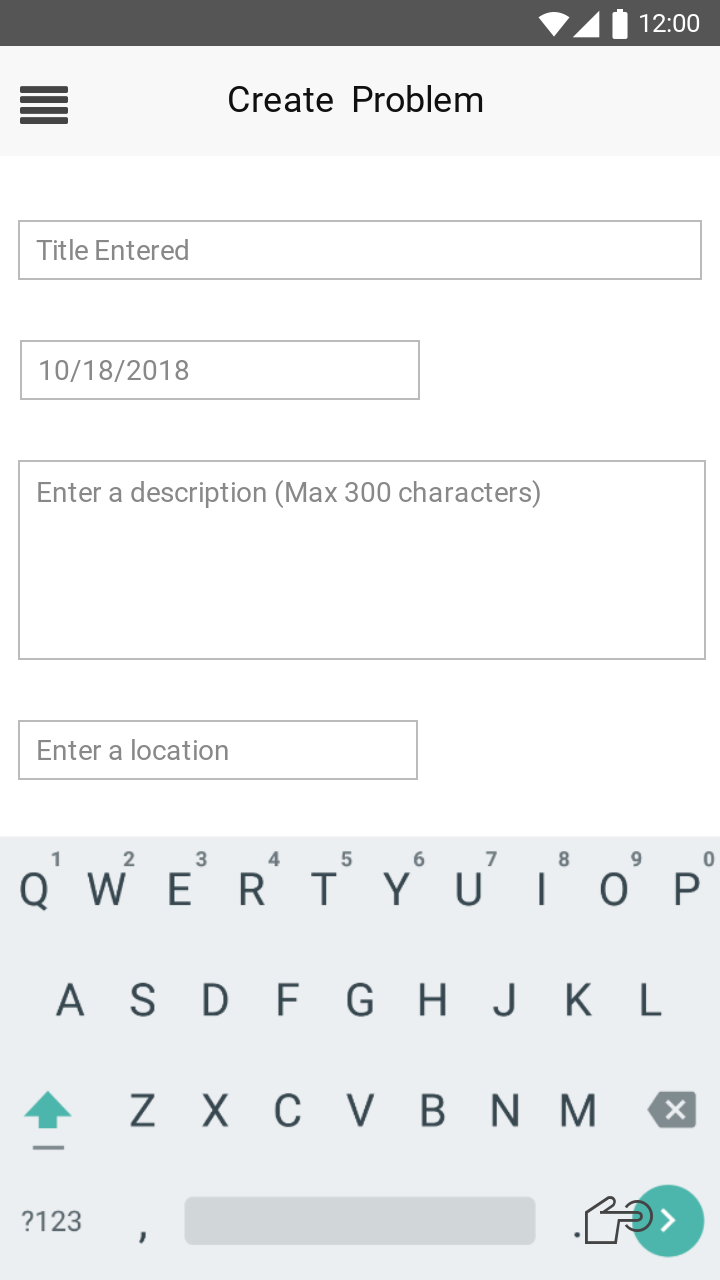 12:00
Create Problem
Title Entered
10/18/2018
Enter a description (Max 300 characters)
Enter a location
1 2 3 4 5 6 7 8 9 0
Q W E R T Y U I O P
A S D F G H J K L
Z X C V B N M
?123 , .